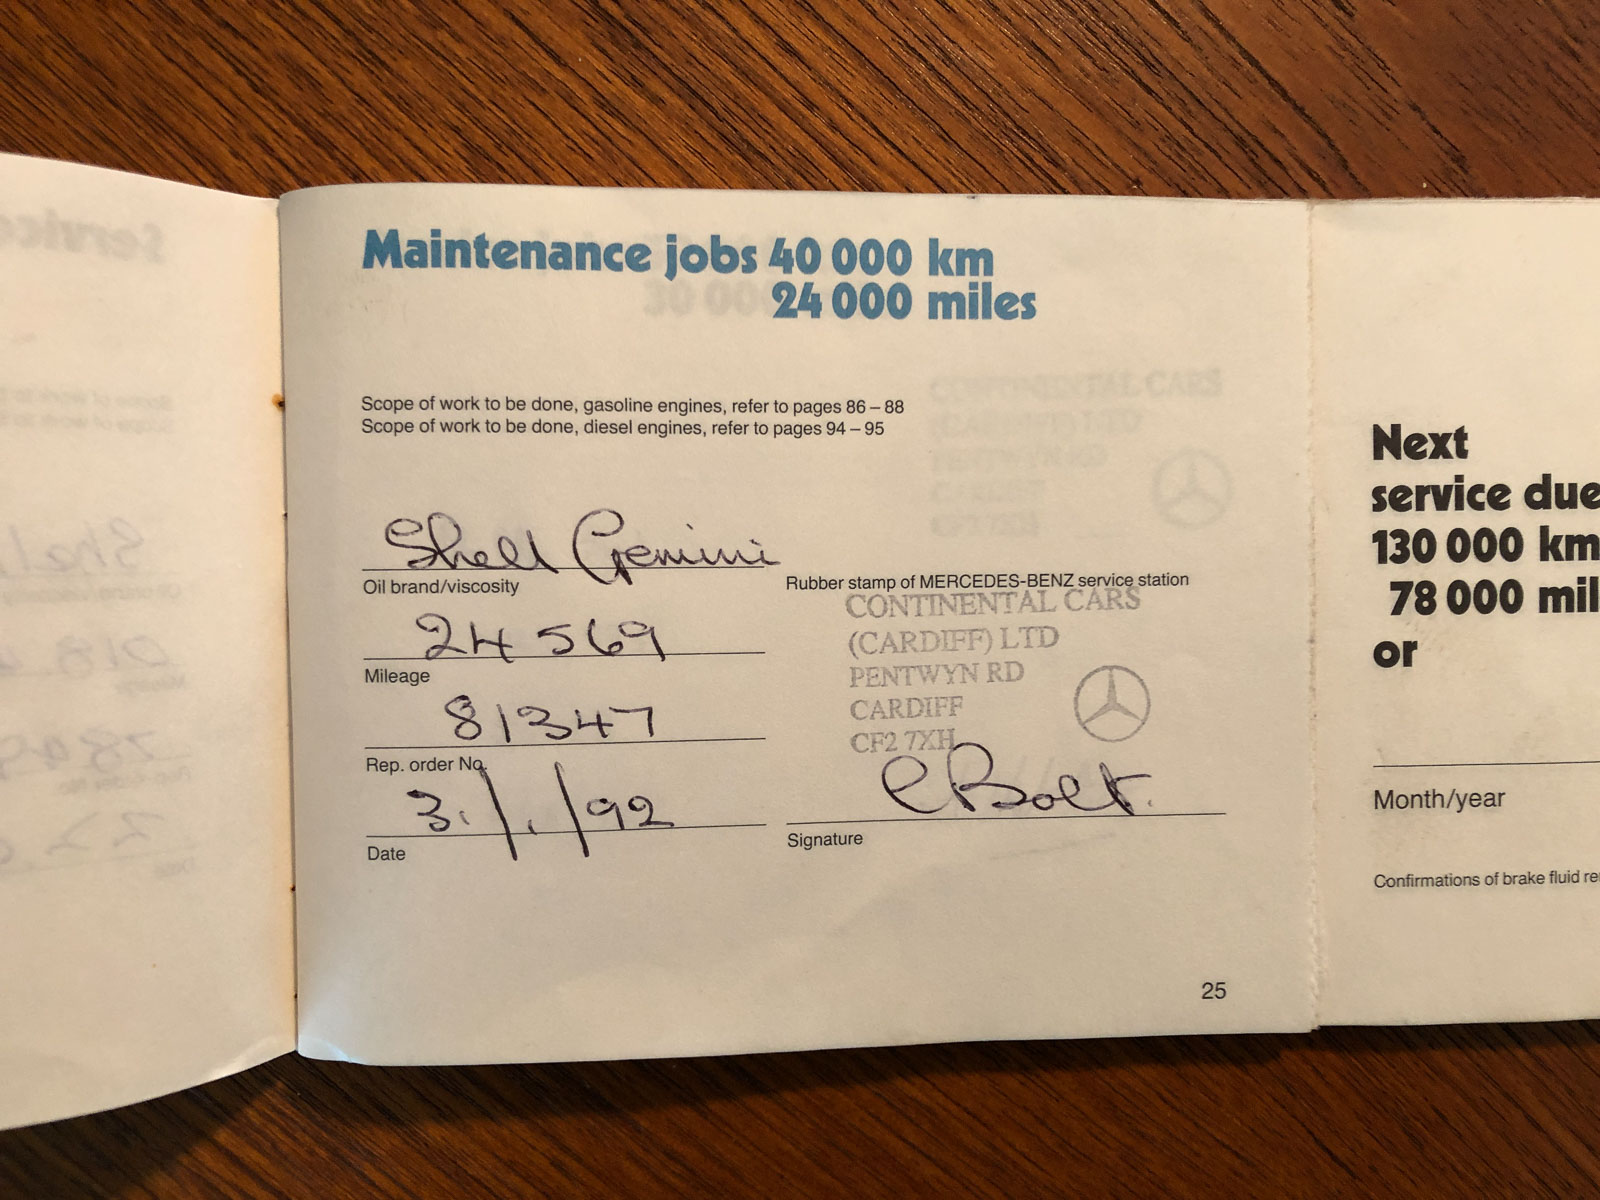 Maintenance jobs 40 000 km
24 000 miles
Scope of work to be done, gasoline engines, refer to pages 86 – 88
Scope of work to be done, diesel engines, refer to pages 94 – 95
Shell Gemini
Oil brand/viscosity
24 569
Mileage
81347
Rep. order No.
3./1./92
Date
Rubber stamp of MERCEDES-BENZ service station
CONTINENTAL CARS
(CARDIFF) LTD
PENTWYN RD
CARDIFF
CF2 7XH
C Bolt.
Signature
25
Next
service due
130 000 km
78 000 mil
or
Month/year
Confirmations of brake fluid re